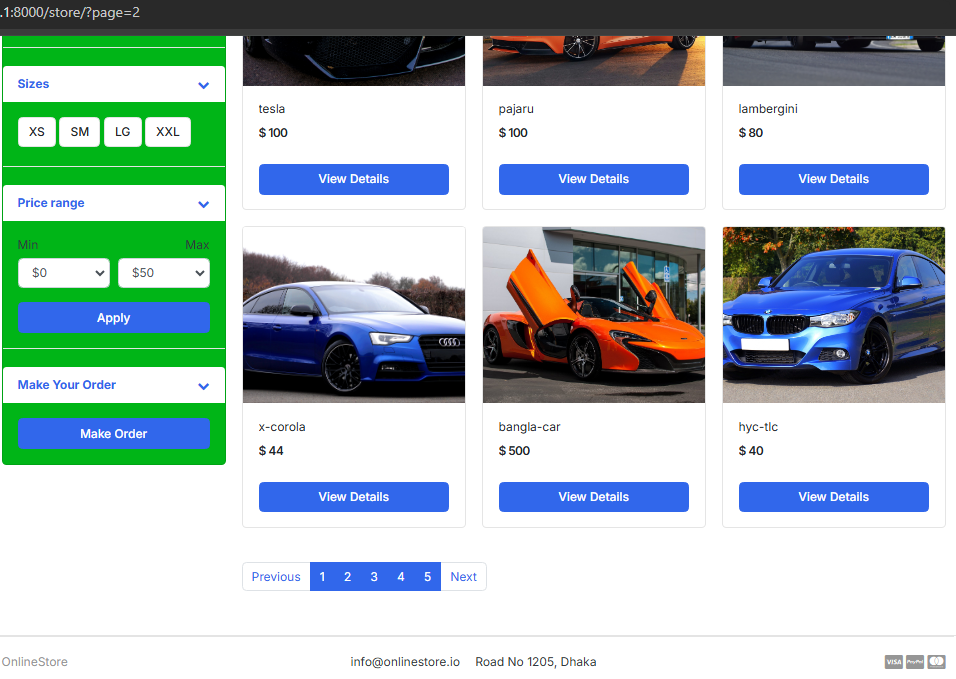 .1:8000/store/?page=2
Sizes
XS SM LG XXL
Price range
Min Max
$0 $50
Apply
Make Your Order
Make Order
tesla
$ 100
View Details
pajaru
$ 100
View Details
lambergini
$ 80
View Details
x-corola
$ 44
View Details
bangla-car
$ 500
View Details
hyc-tlc
$ 40
View Details
Previous 1 2 3 4 5 Next
OnlineStore
info@onlinestore.io Road No 1205, Dhaka
VISA PayPal